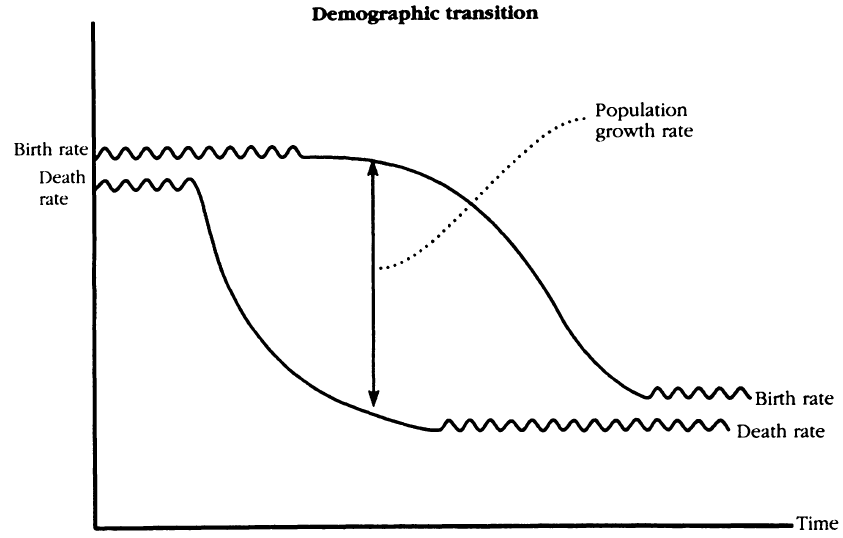 Demographic transition
Population
growth rate
Birth rate
Death
rate
Birth rate
Death rate
Time